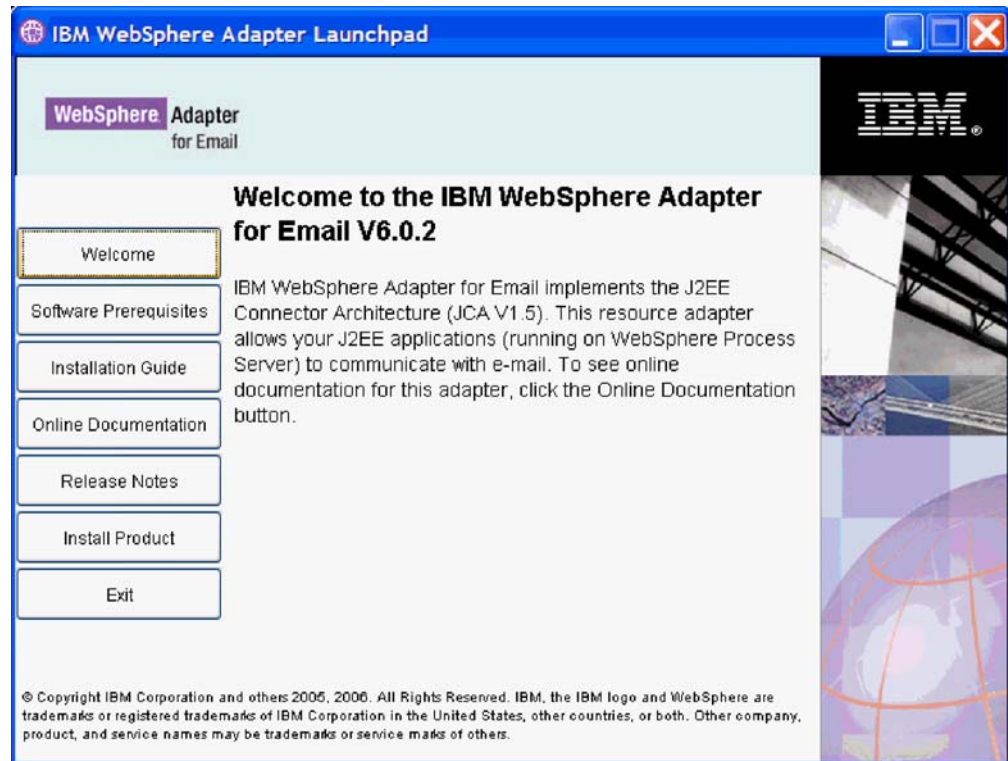 IBM WebSphere Adapter Launchpad
WebSphere. Adapter
for Email
IBM®
Welcome to the IBM WebSphere Adapter
for Email V6.0.2
Welcome
Software Prerequisites
Installation Guide
Online Documentation
Release Notes
Install Product
Exit
IBM WebSphere Adapter for Email implements the J2EE
Connector Architecture (JCA V1.5). This resource adapter
allows your J2EE applications (running on WebSphere Process
Server) to communicate with e-mail. To see online
documentation for this adapter, click the Online Documentation
button.
© Copyright IBM Corporation and others 2005, 2006. All Rights Reserved. IBM, the IBM logo and WebSphere are
trademarks or registered trademarks of IBM Corporation in the United States, other countries, or both. Other company,
product, and service names may be trademarks or service marks of others.